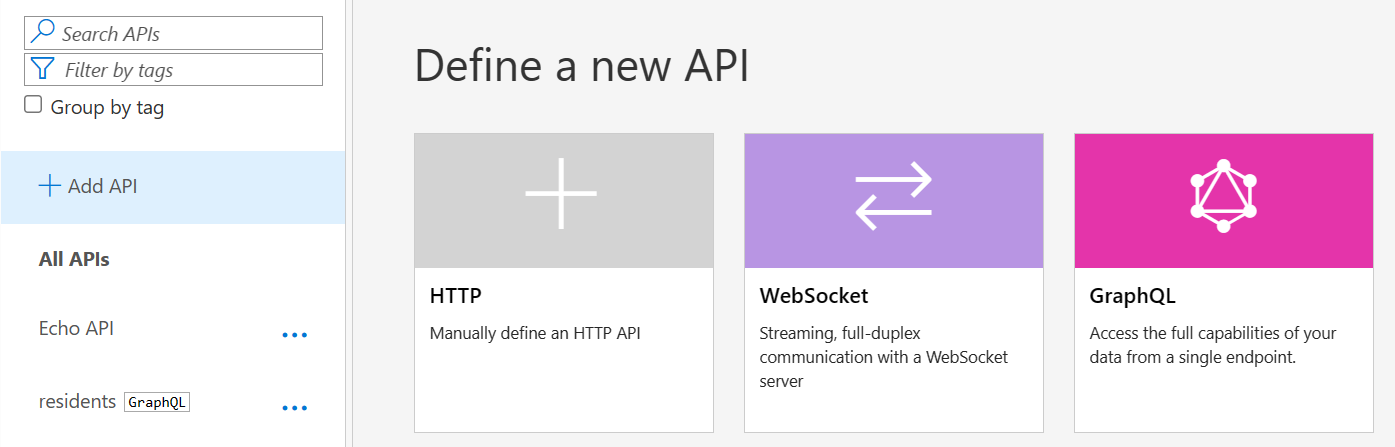 Search APIs
Filter by tags
Group by tag
Add API
All APIs
Echo API
residents GraphQL
Define a new API
HTTP
Manually define an HTTP API
WebSocket
Streaming, full-duplex
communication with a WebSocket
server
GraphQL
Access the full capabilities of your
data from a single endpoint.